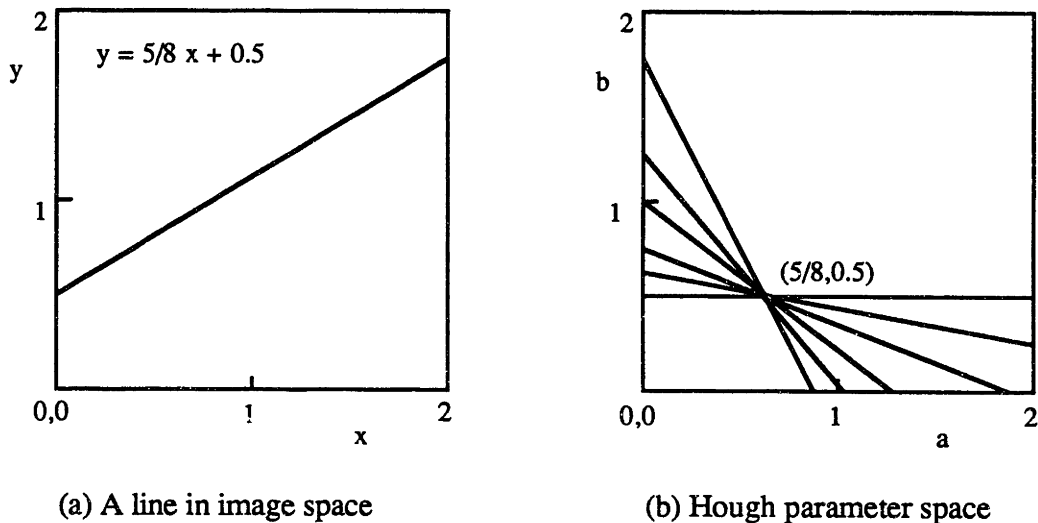 2
y = 5/8 x + 0.5
y
1
0,0
1
2
x
(a) A line in image space
2
b
1
(5/8,0.5)
0,0
1
2
a
(b) Hough parameter space